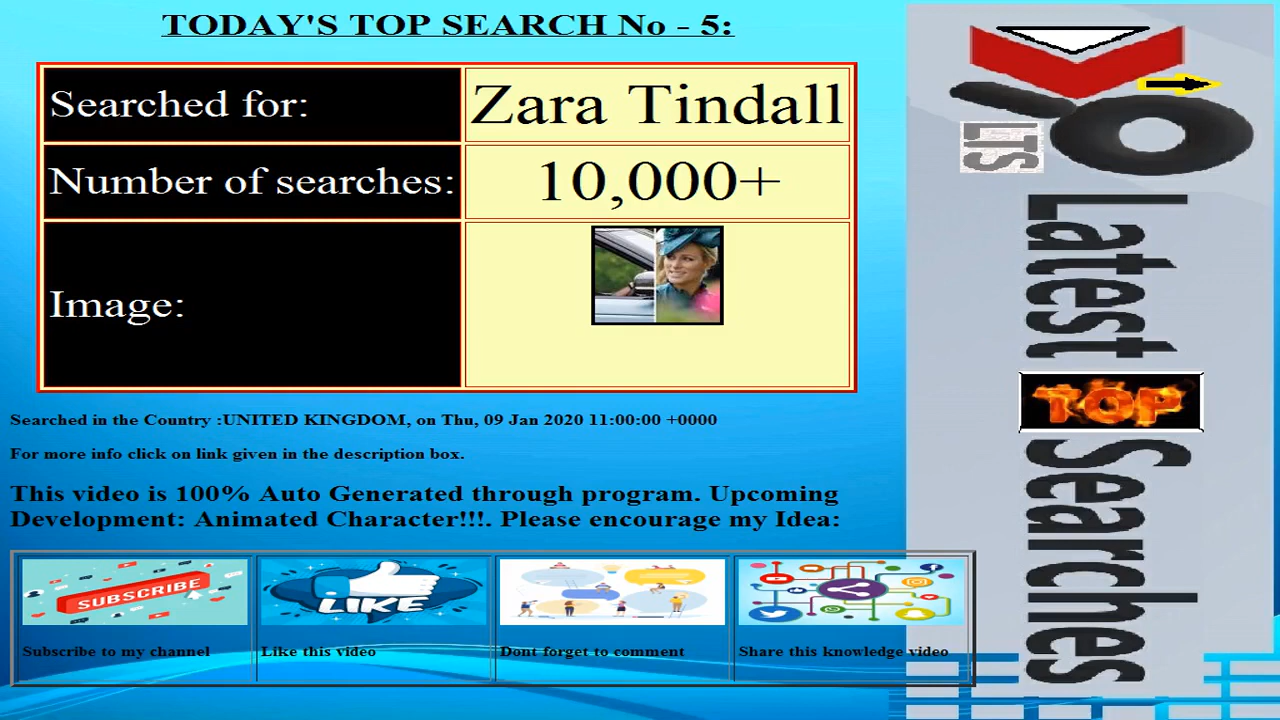 TODAY'S TOP SEARCH No - 5:
Searched for:
Zara Tindall
Number of searches:
10,000+
Image:
Searched in the Country :UNITED KINGDOM, on Thu, 09 Jan 2020 11:00:00 +0000
For more info click on link given in the description box.
This video is 100% Auto Generated through program. Upcoming
Development: Animated Character!!!. Please encourage my Idea:
SUBSCRIBE
LIKE
Subscribe to my channel
Like this video
Dont forget to comment
Share this knowledge video
LTS
Latest
TOP
Searches